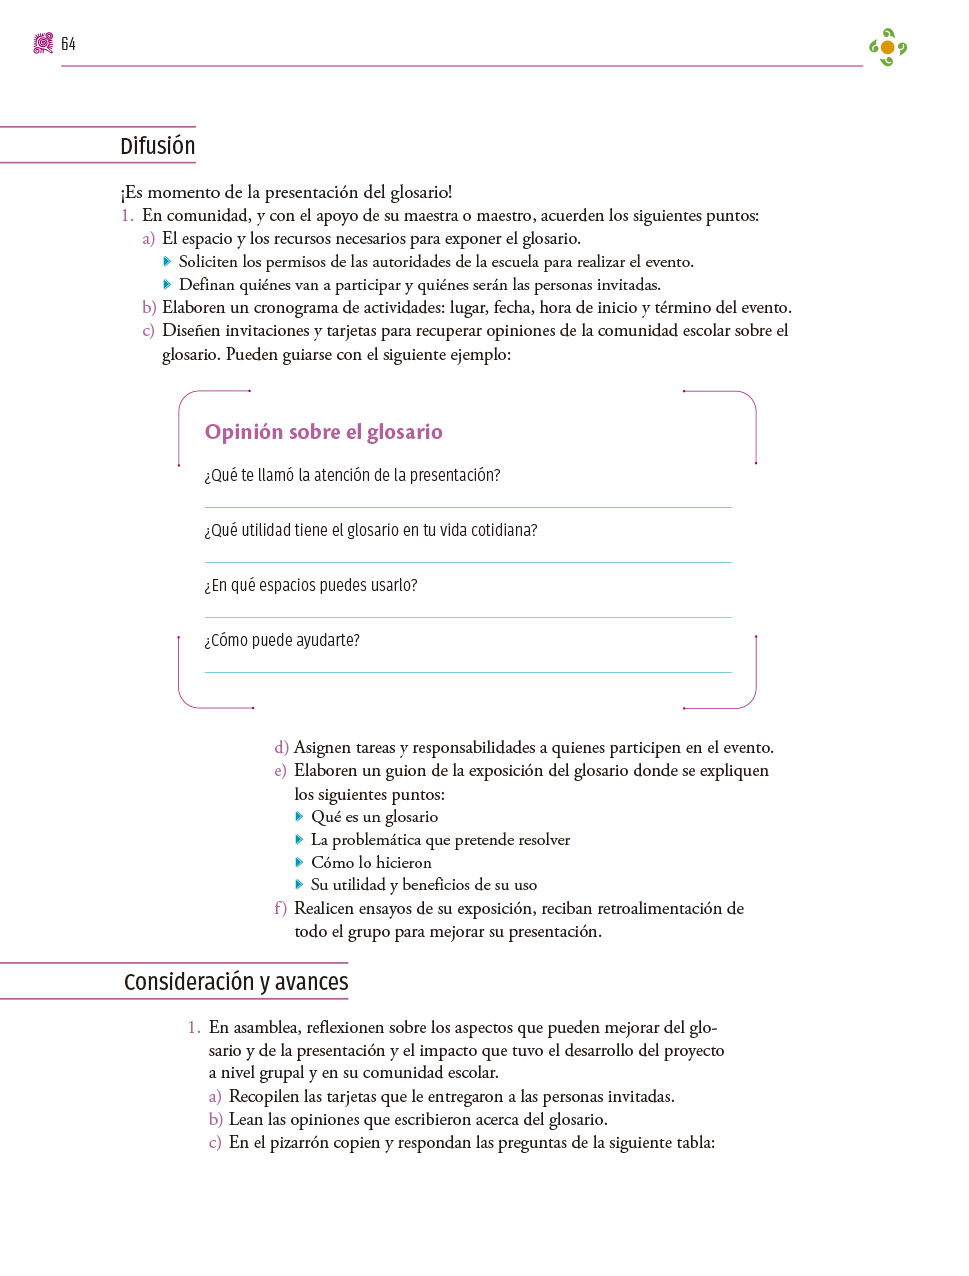 64
Difusión
¡Es momento de la presentación del glosario!
1. En comunidad, y con el apoyo de su maestra o maestro, acuerden los siguientes puntos:
a) El espacio y los recursos necesarios para exponer el glosario.
Soliciten los permisos de las autoridades de la escuela para realizar el evento.
Definan quiénes van a participar y quiénes serán las personas invitadas.
b) Elaboren un cronograma de actividades: lugar, fecha, hora de inicio y término del evento.
c) Diseñen invitaciones y tarjetas para recuperar opiniones de la comunidad escolar sobre el
glosario. Pueden guiarse con el siguiente ejemplo:
Opinión sobre el glosario
¿Qué te llamó la atención de la presentación?
¿Qué utilidad tiene el glosario en tu vida cotidiana?
¿En qué espacios puedes usarlo?
¿Cómo puede ayudarte?
d) Asignen tareas y responsabilidades a quienes participen en el evento.
e) Elaboren un guion de la exposición del glosario donde se expliquen
los siguientes puntos:
Qué es un glosario
La problemática que pretende resolver
Cómo lo hicieron
Su utilidad y beneficios de su uso
f) Realicen ensayos de su exposición, reciban retroalimentación de
todo el grupo para mejorar su presentación.
Consideración y avances
1. En asamblea, reflexionen sobre los aspectos que pueden mejorar del glo-
sario y de la presentación y el impacto que tuvo el desarrollo del proyecto
a nivel grupal y en su comunidad escolar.
a) Recopilen las tarjetas que le entregaron a las personas invitadas.
b) Lean las opiniones que escribieron acerca del glosario.
c) En el pizarrón copien y respondan las preguntas de la siguiente tabla: